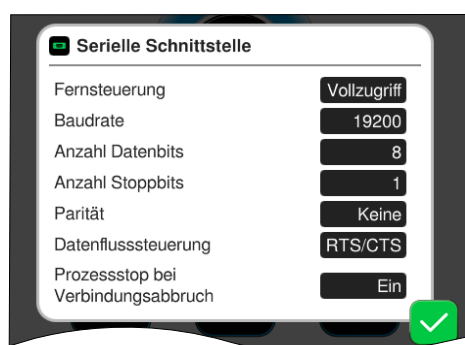 Serielle Schnittstelle
Fernsteuerung Vollzugriff
Baudrate 19200
Anzahl Datenbits 8
Anzahl Stoppbits 1
Parität Keine
Datenflusssteuerung RTS/CTS
Prozessstop bei
Verbindungsabbruch Ein